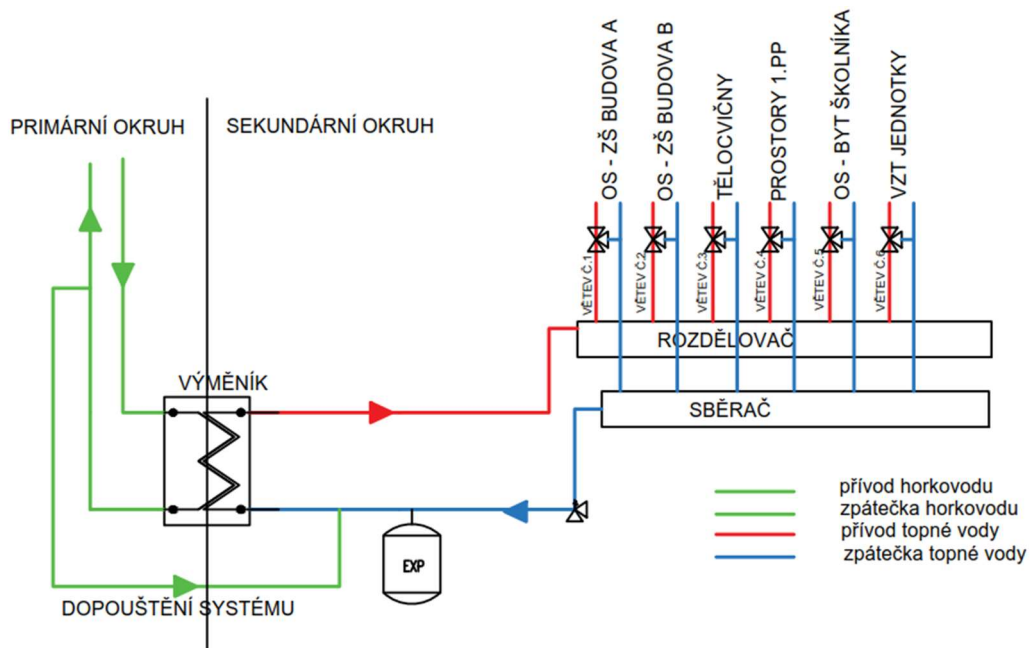 PRIMÁRNÍ OKRUH
SEKUNDÁRNÍ OKRUH
OS - ZŠ BUDOVA A
OS - ZŠ BUDOVA B
TĚLOCVIČNY
PROSTORY 1.PP
OS - BYT ŠKOLNÍKA
VZT JEDNOTKY
VĚTEV Č.1
VĚTEV Č.2
VĚTEV Č.3
VĚTEV Č.4
VĚTEV Č.5
VĚTEV Č.6
ROZDĚLOVAČ
VÝMĚNÍK
SBĚRAČ
EXP
DOPOUŠTĚNÍ SYSTÉMU
přívod horkovodu
zpátečka horkovodu
přívod topné vody
zpátečka topné vody